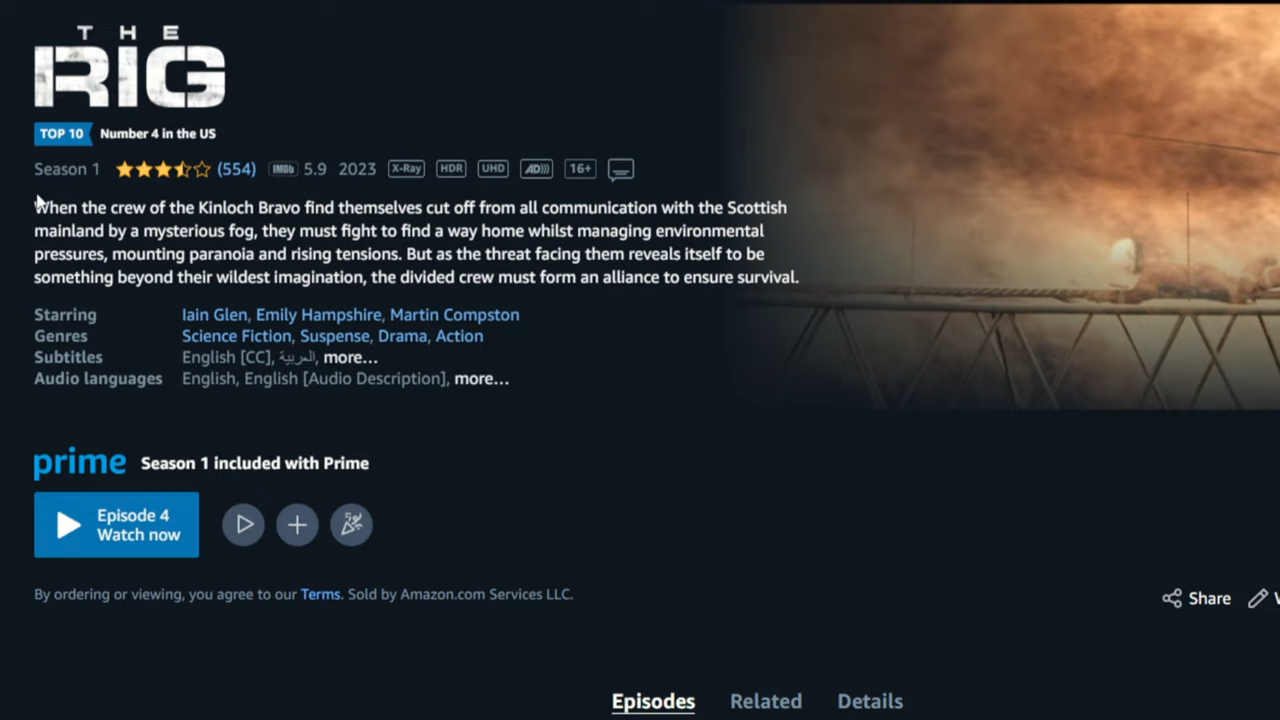 THE
RIG
TOP 10 Number 4 in the US
Season 1 (554) IMDb 5.9 2023 X-Ray HDR UHD AD))) 16+
When the crew of the Kinloch Bravo find themselves cut off from all communication with the Scottish
mainland by a mysterious fog, they must fight to find a way home whilst managing environmental
pressures, mounting paranoia and rising tensions. But as the threat facing them reveals itself to be
something beyond their wildest imagination, the divided crew must form an alliance to ensure survival.
Starring Iain Glen, Emily Hampshire, Martin Compston
Genres Science Fiction, Suspense, Drama, Action
Subtitles English [CC], العربية, more...
Audio languages English, English [Audio Description], more...
prime Season 1 included with Prime
Episode 4
Watch now
By ordering or viewing, you agree to our Terms. Sold by Amazon.com Services LLC.
Share
Episodes Related Details